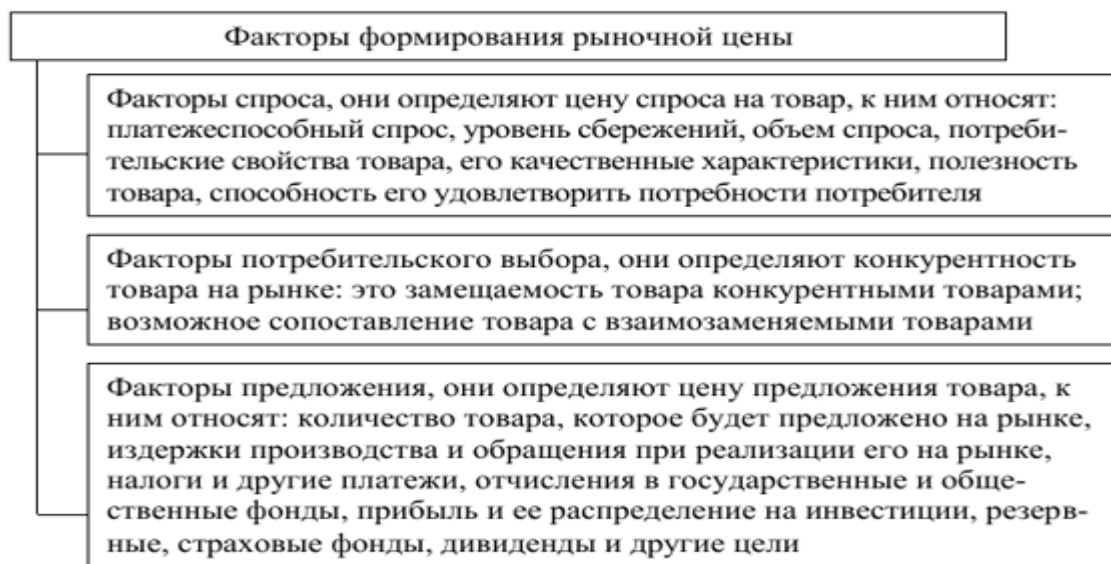 Факторы формирования рыночной цены
Факторы спроса, они определяют цену спроса на товар, к ним относят:
платежеспособный спрос, уровень сбережений, объем спроса, потреби-
тельские свойства товара, его качественные характеристики, полезность
товара, способность его удовлетворить потребности потребителя
Факторы потребительского выбора, они определяют конкурентность
товара на рынке: это замещаемость товара конкурентными товарами;
возможное сопоставление товара с взаимозаменяемыми товарами
Факторы предложения, они определяют цену предложения товара, к
ним относят: количество товара, которое будет предложено на рынке,
издержки производства и обращения при реализации его на рынке,
налоги и другие платежи, отчисления в государственные и обще-
ственные фонды, прибыль и ее распределение на инвестиции, резерв-
ные, страховые фонды, дивиденды и другие цели